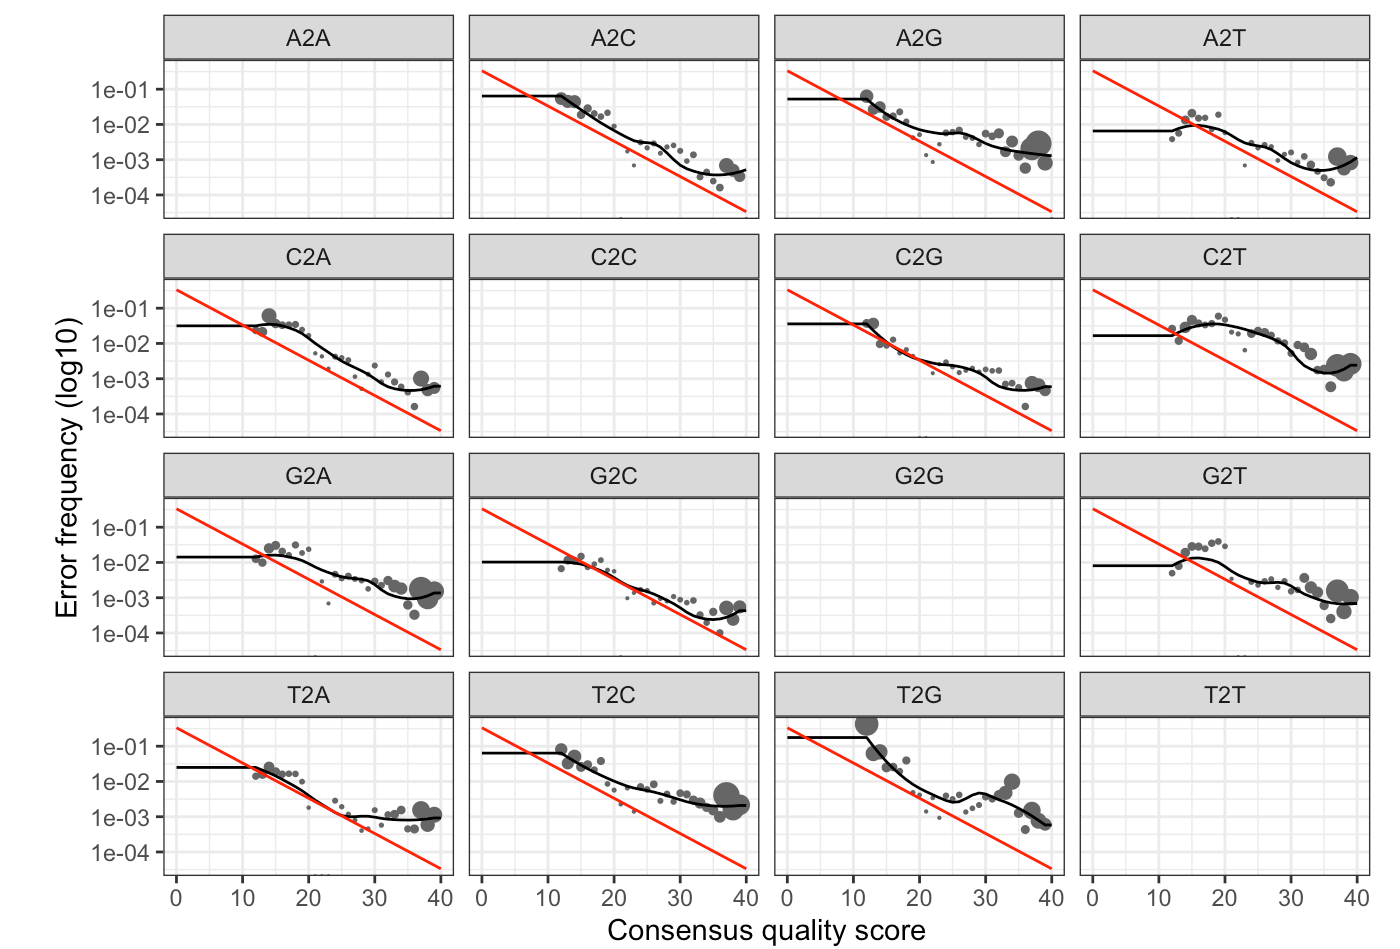 A2A A2C A2G A2T
1e-01
1e-02
1e-03
1e-04
C2A C2C C2G C2T
1e-01
1e-02
1e-03
1e-04
G2A G2C G2G G2T
1e-01
1e-02
1e-03
1e-04
T2A T2C T2G T2T
1e-01
1e-02
1e-03
1e-04
0 10 20 30 40 0 10 20 30 40 0 10 20 30 40 0 10 20 30 40
Consensus quality score
Error frequency (log10)